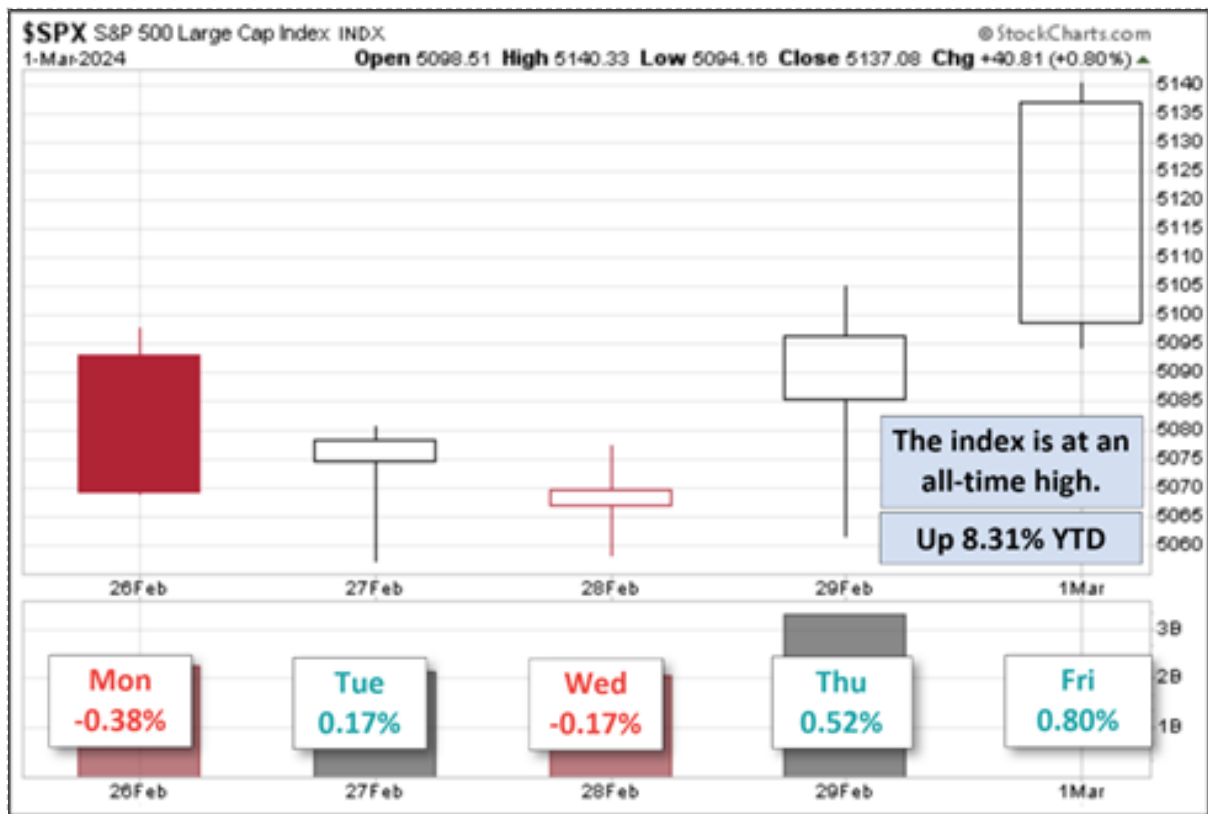 $SPX S&P 500 Large Cap Index INDX
© StockCharts.com
1-Mar-2024
Open 5098.51 High 5140.33 Low 5094.16 Close 5137.08 Chg +40.81 (+0.80%)
5140
5135
5130
5125
5120
5115
5110
5105
5100
5095
5090
5085
5080
5075
5070
5065
5060
The index is at an
all-time high.
Up 8.31% YTD
26Feb 27Feb 28Feb 29Feb 1Mar
3B
2B
1B
Mon
-0.38%
Tue
0.17%
Wed
-0.17%
Thu
0.52%
Fri
0.80%
26Feb 27Feb 28Feb 29Feb 1Mar